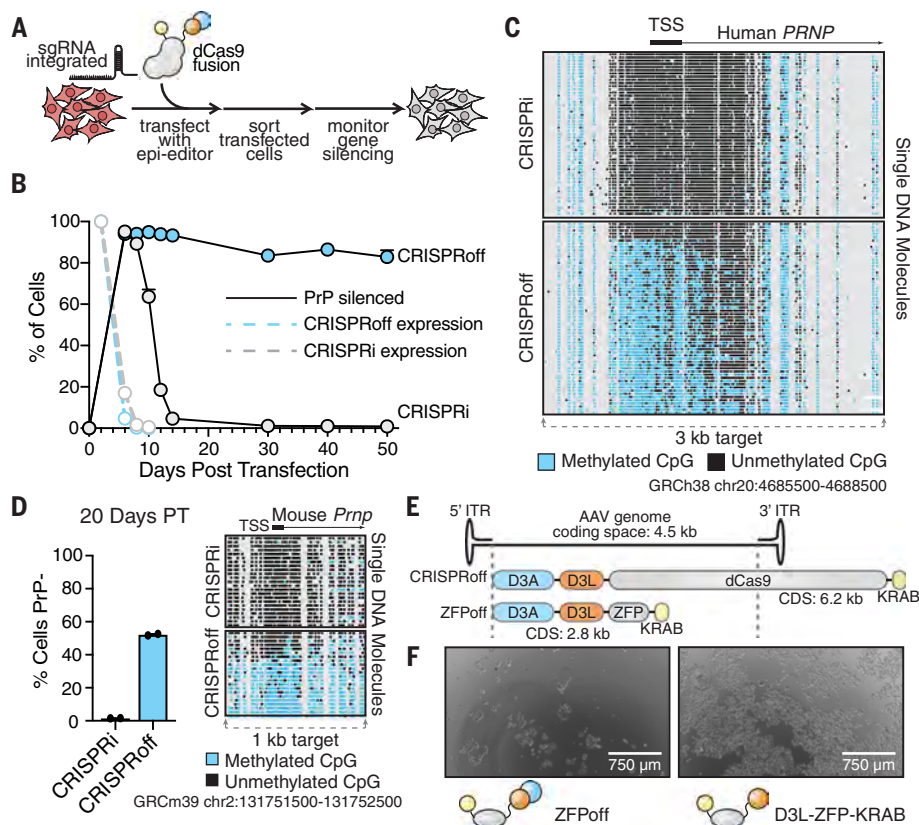 A
sgRNA
integrated
dCas9
fusion
transfect
with
epi-editor
sort
transfected
cells
monitor
gene
silencing
B
% of Cells
100
80
60
40
20
0
0
10
20
30
40
50
Days Post Transfection
CRISPRoff
PrP silenced
CRISPRoff expression
CRISPRi expression
CRISPRi
C
TSS
Human PRNP
CRISPRi
CRISPRoff
Single DNA Molecules
3 kb target
Methylated CpG
Unmethylated CpG
GRCh38 chr20:4685500-4688500
D
20 Days PT
% Cells PrP-
100
80
60
40
20
0
CRISPRi
CRISPRoff
TSS
Mouse Prnp
CRISPRi
CRISPRoff
Single DNA Molecules
1 kb target
Methylated CpG
Unmethylated CpG
GRCm39 chr2:131751500-131752500
E
5' ITR
AAV genome
coding space: 4.5 kb
3' ITR
CRISPRoff
D3A
D3L
dCas9
KRAB
CDS: 6.2 kb
ZFPoff
D3A
D3L
ZFP
KRAB
CDS: 2.8 kb
F
750 µm
750 µm
ZFPoff
D3L-ZFP-KRAB